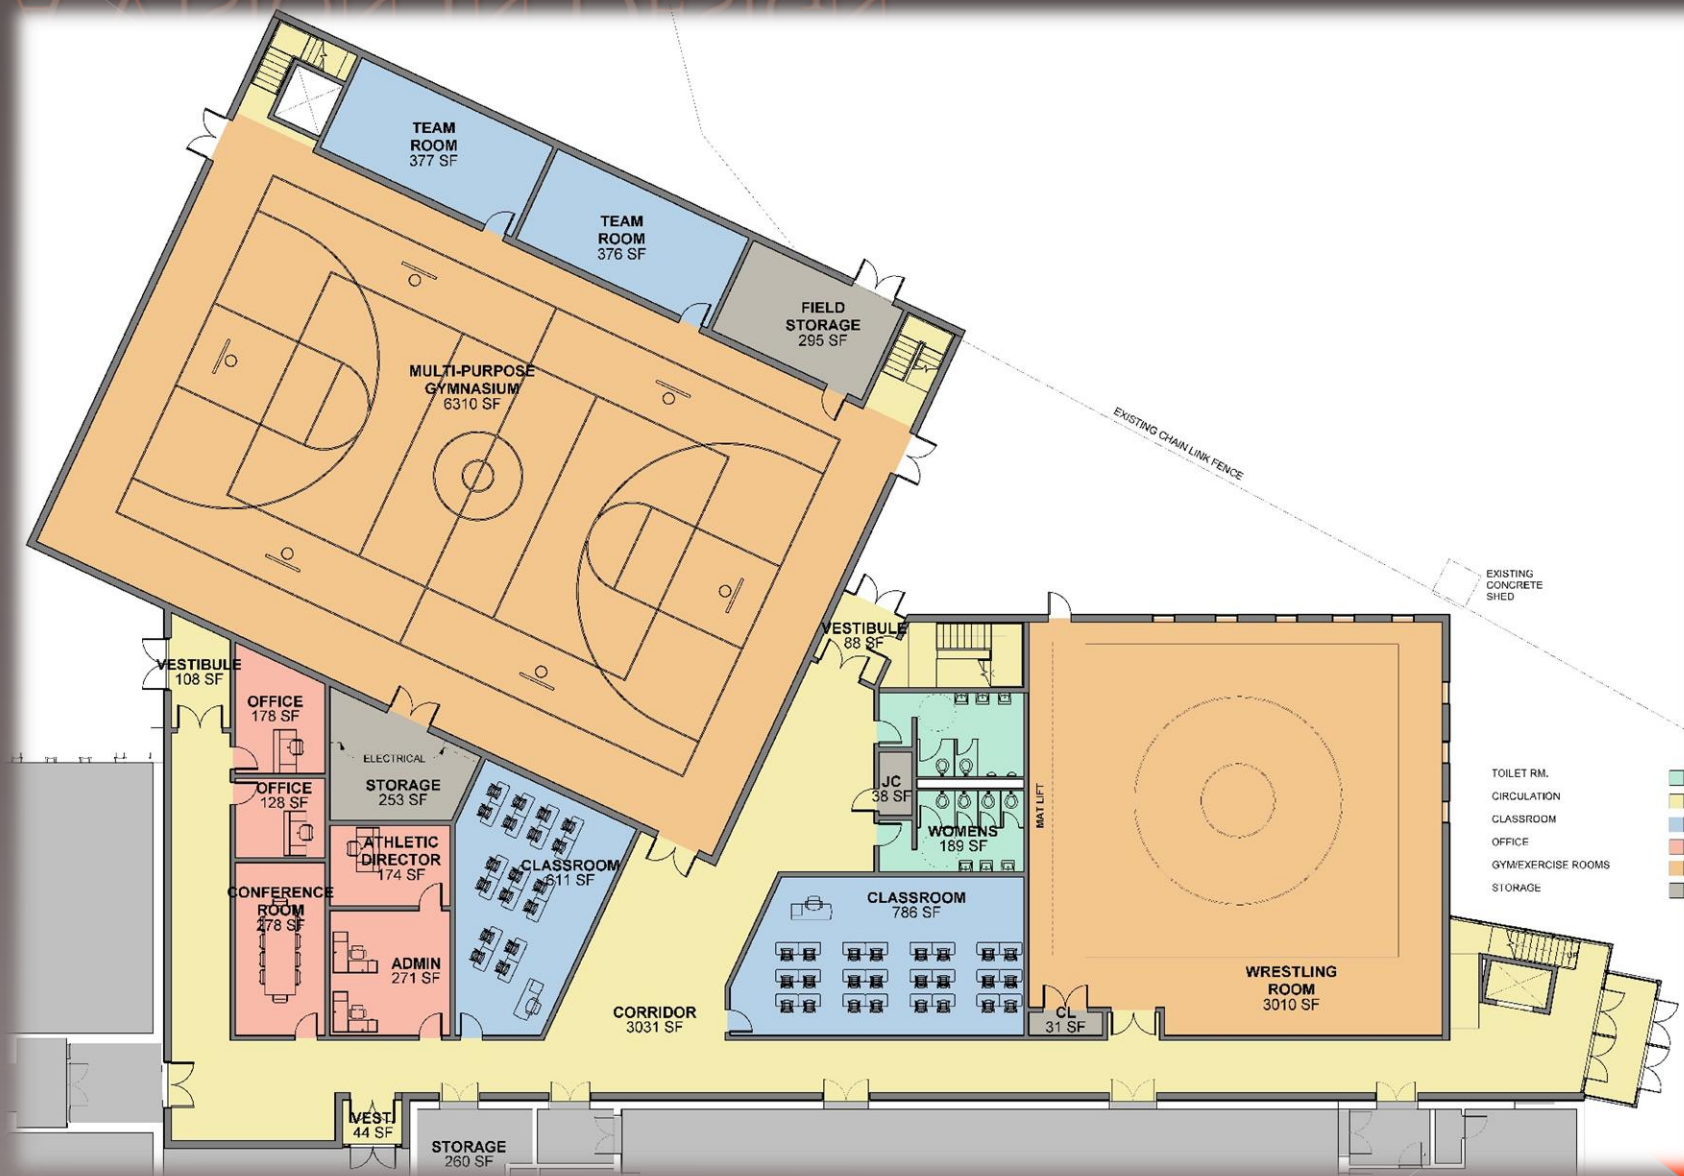 A VISION IN DESIGN
TEAM
ROOM
377 SF
TEAM
ROOM
376 SF
FIELD
STORAGE
295 SF
MULTI-PURPOSE
GYMNASIUM
6310 SF
EXISTING CHAIN LINK FENCE
EXISTING
CONCRETE
SHED
VESTIBULE
88 SF
VESTIBULE
108 SF
OFFICE
178 SF
ELECTRICAL
STORAGE
253 SF
OFFICE
128 SF
JC
38 SF
MAT LIFT
WOMENS
189 SF
ATHLETIC
DIRECTOR
174 SF
CLASSROOM
611 SF
CONFERENCE
ROOM
278 SF
CLASSROOM
786 SF
ADMIN
271 SF
CORRIDOR
3031 SF
WRESTLING
ROOM
3010 SF
CL
31 SF
UP
VEST.
44 SF
STORAGE
260 SF
TOILET RM.
CIRCULATION
CLASSROOM
OFFICE
GYM/EXERCISE ROOMS
STORAGE